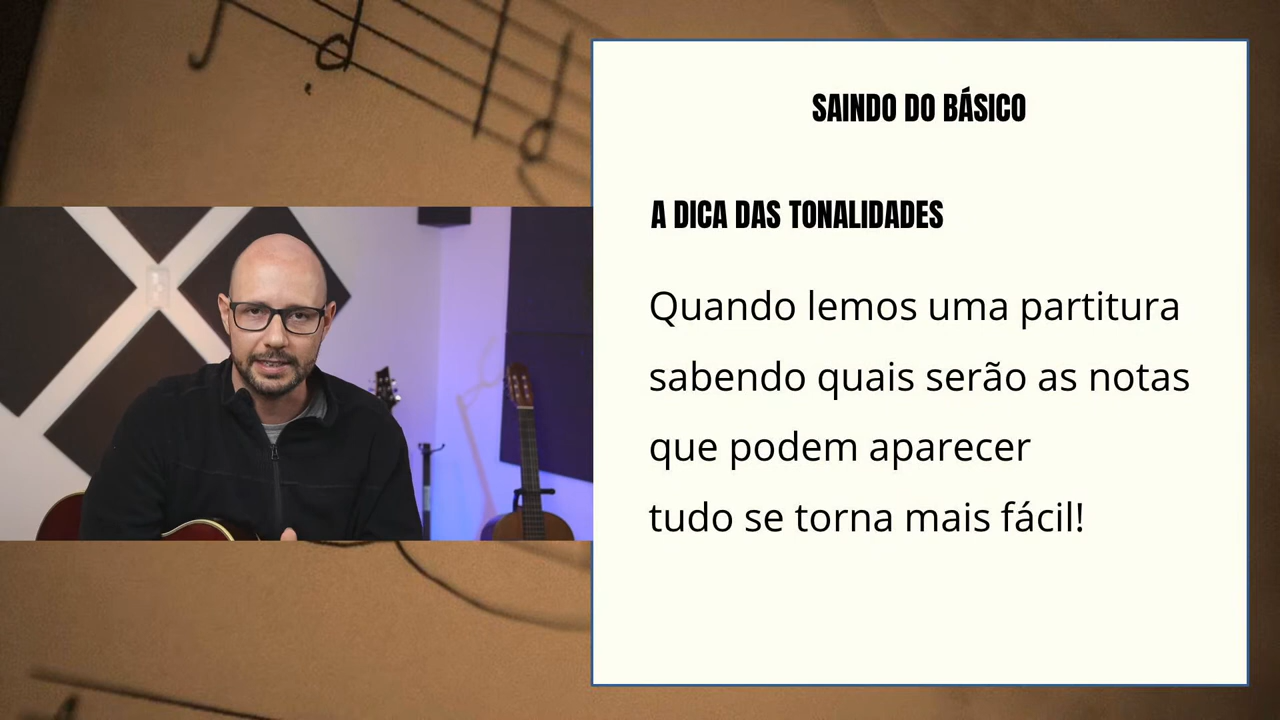 SAINDO DO BÁSICO
A DICA DAS TONALIDADES
Quando lemos uma partitura
sabendo quais serão as notas
que podem aparecer
tudo se torna mais fácil!